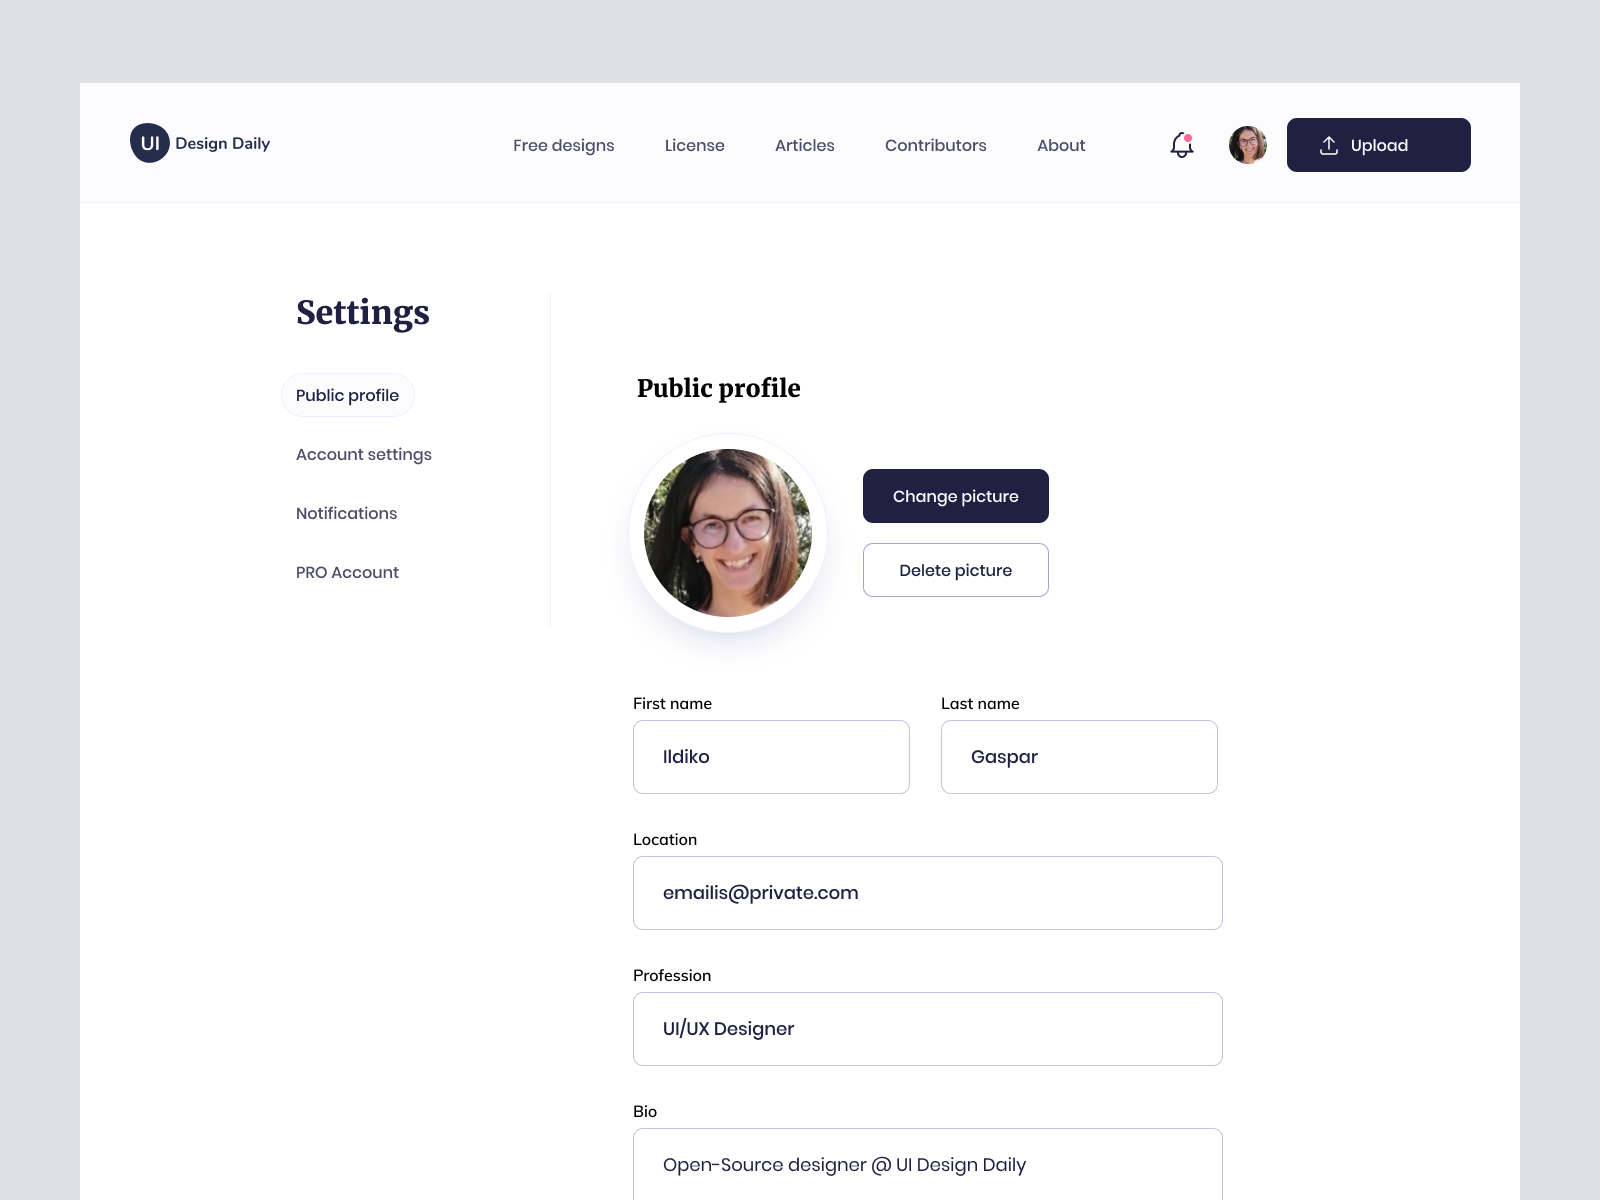 UI Design Daily
Free designs
License
Articles
Contributors
About
Upload
Settings
Public profile
Account settings
Notifications
PRO Account
Public profile
Change picture
Delete picture
First name
Ildiko
Last name
Gaspar
Location
emailis@private.com
Profession
UI/UX Designer
Bio
Open-Source designer @ UI Design Daily